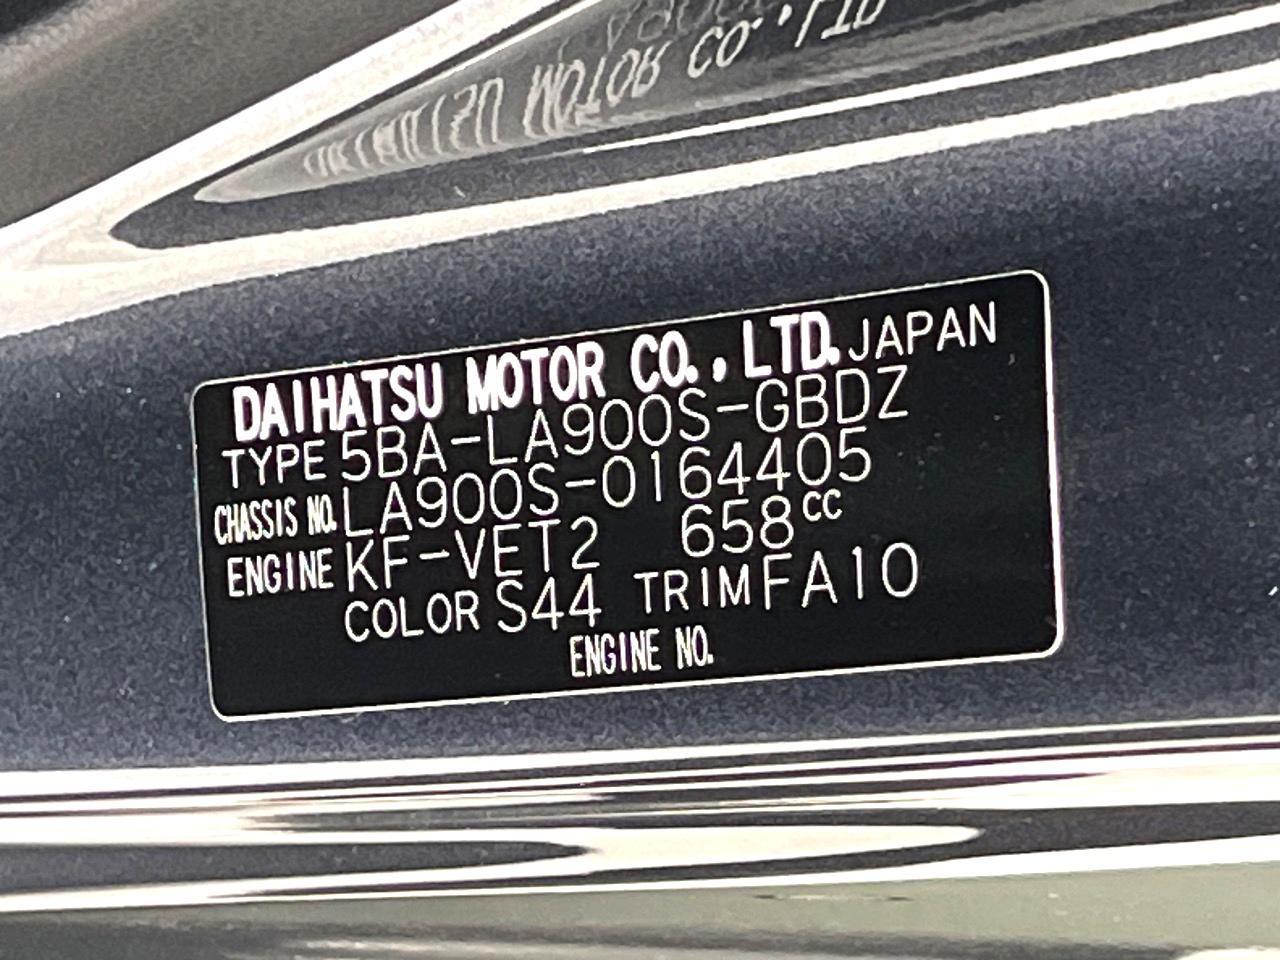 DAIHATSU MOTOR CO., LTD. JAPAN
TYPE 5BA-LA900S-GBDZ
CHASSIS NO. LA900S-0164405
ENGINE KF-VET2 658cc
COLOR S44 TRIM FA10
ENGINE NO.